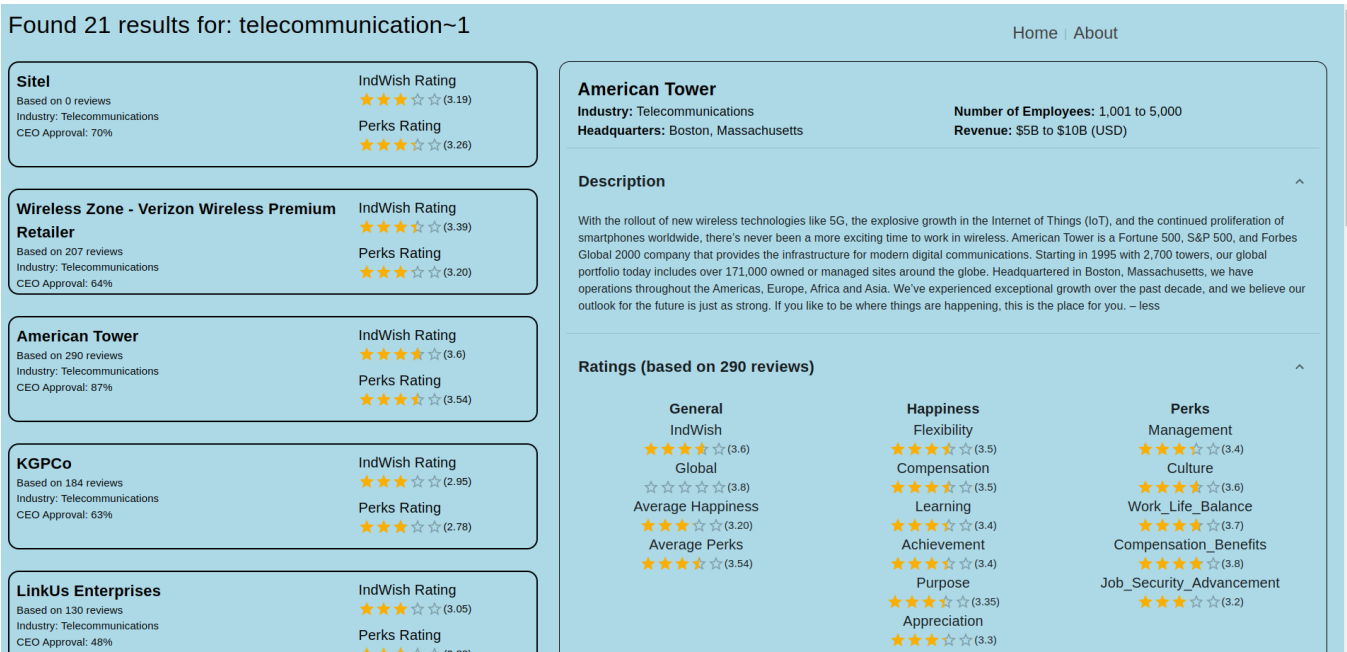 Found 21 results for: telecommunication~1
Home | About
Sitel
Based on 0 reviews
Industry: Telecommunications
CEO Approval: 70%
IndWish Rating
(3.19)
Perks Rating
(3.26)
Wireless Zone - Verizon Wireless Premium
Retailer
Based on 207 reviews
Industry: Telecommunications
CEO Approval: 64%
IndWish Rating
(3.39)
Perks Rating
(3.20)
American Tower
Based on 290 reviews
Industry: Telecommunications
CEO Approval: 87%
IndWish Rating
(3.6)
Perks Rating
(3.54)
KGPCo
Based on 184 reviews
Industry: Telecommunications
CEO Approval: 63%
IndWish Rating
(2.95)
Perks Rating
(2.78)
LinkUs Enterprises
Based on 130 reviews
Industry: Telecommunications
CEO Approval: 48%
IndWish Rating
(3.05)
Perks Rating
American Tower
Industry: Telecommunications
Headquarters: Boston, Massachusetts
Number of Employees: 1,001 to 5,000
Revenue: $5B to $10B (USD)
Description
With the rollout of new wireless technologies like 5G, the explosive growth in the Internet of Things (IoT), and the continued proliferation of
smartphones worldwide, there's never been a more exciting time to work in wireless. American Tower is a Fortune 500, S&P 500, and Forbes
Global 2000 company that provides the infrastructure for modern digital communications. Starting in 1995 with 2,700 towers, our global
portfolio today includes over 171,000 owned or managed sites around the globe. Headquartered in Boston, Massachusetts, we have
operations throughout the Americas, Europe, Africa and Asia. We've experienced exceptional growth over the past decade, and we believe our
outlook for the future is just as strong. If you like to be where things are happening, this is the place for you. – less
Ratings (based on 290 reviews)
General
IndWish
(3.6)
Global
(3.8)
Average Happiness
(3.20)
Average Perks
(3.54)
Happiness
Flexibility
(3.5)
Compensation
(3.5)
Learning
(3.4)
Achievement
(3.4)
Purpose
(3.35)
Appreciation
(3.3)
Perks
Management
(3.4)
Culture
(3.6)
Work_Life_Balance
(3.7)
Compensation_Benefits
(3.8)
Job_Security_Advancement
(3.2)